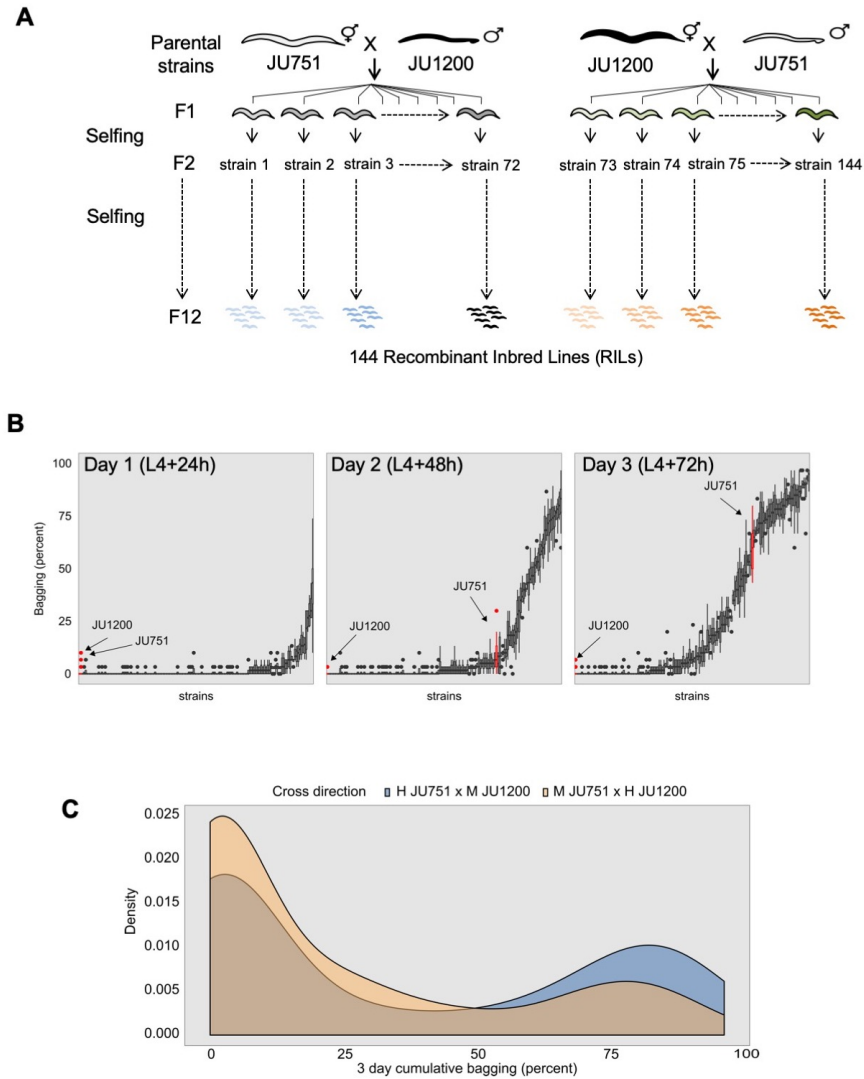 A
Parental strains
JU751
X
JU1200
JU1200
X
JU751
F1
Selfing
F2
strain 1
strain 2
strain 3
strain 72
strain 73
strain 74
strain 75
strain 144
Selfing
F12
144 Recombinant Inbred Lines (RILs)
B
Day 1 (L4+24h)
Day 2 (L4+48h)
Day 3 (L4+72h)
Bagging (percent)
100
75
50
25
0
JU1200
JU751
JU1200
JU751
JU1200
JU751
strains
strains
strains
C
Cross direction
H JU751 x M JU1200
M JU751 x H JU1200
Density
0.025
0.020
0.015
0.010
0.005
0.000
0
25
50
75
100
3 day cumulative bagging (percent)